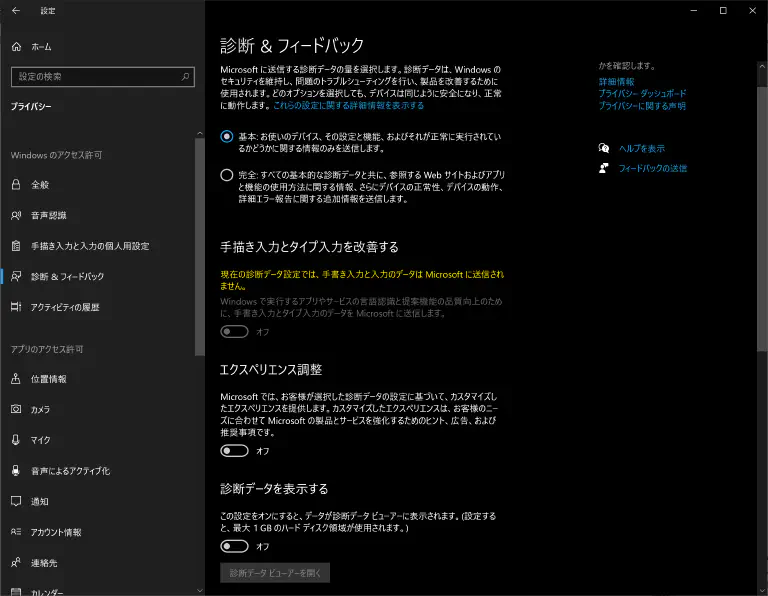 設定
ホーム
設定の検索
プライバシー
Windows のアクセス許可
全般
音声認識
手描き入力と入力の個人用設定
診断 & フィードバック
アクティビティの履歴
アプリのアクセス許可
位置情報
カメラ
マイク
音声によるアクティブ化
通知
アカウント情報
連絡先
カレンダー
診断 & フィードバック
Microsoft に送信する診断データの量を選択します。診断データは、Windows の
セキュリティを維持し、問題のトラブルシューティングを行い、製品を改善するために
使用されます。どのオプションを選択しても、デバイスは同じように安全になり、正常
に動作します。これらの設定に関する詳細情報を表示する
基本: お使いのデバイス、その設定と機能、およびそれが正常に実行されてい
るかどうかに関する情報のみを送信します。
完全: すべての基本的な診断データと共に、参照する Web サイトおよびアプリ
と機能の使用方法に関する情報、さらにデバイスの正常性、デバイスの動作、
詳細エラー報告に関する追加情報を送信します。
手描き入力とタイプ入力を改善する
現在の診断データ設定では、手書き入力と入力のデータは Microsoft に送信され
ません。
Windows で実行するアプリやサービスの言語認識と提案機能の品質向上のため
に、手書き入力とタイプ入力のデータを Microsoft に送信します。
オフ
エクスペリエンス調整
Microsoft では、お客様が選択した診断データの設定に基づいて、カスタマイズし
たエクスペリエンスを提供します。カスタマイズしたエクスペリエンスは、お客様のニー
ズに合わせて Microsoft の製品とサービスを強化するためのヒント、広告、および
推奨事項です。
オフ
診断データを表示する
この設定をオンにすると、データが診断データ ビューアーに表示されます。(設定する
と、最大 1 GB のハード ディスク領域が使用されます。)
オフ
診断データ ビューアーを開く
かを確認します。
詳細情報
プライバシー ダッシュボード
プライバシーに関する声明
ヘルプを表示
フィードバックの送信